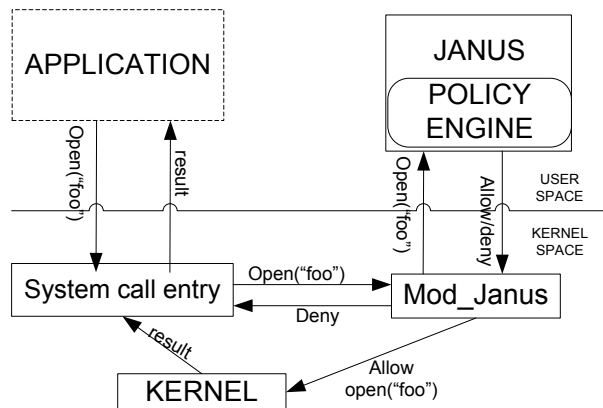 APPLICATION
JANUS
POLICY
ENGINE
Open("foo")
result
Open("foo")
Allow/deny
USER
SPACE
KERNEL
SPACE
System call entry
Open("foo")
Deny
Mod_Janus
result
Allow
open("foo")
KERNEL